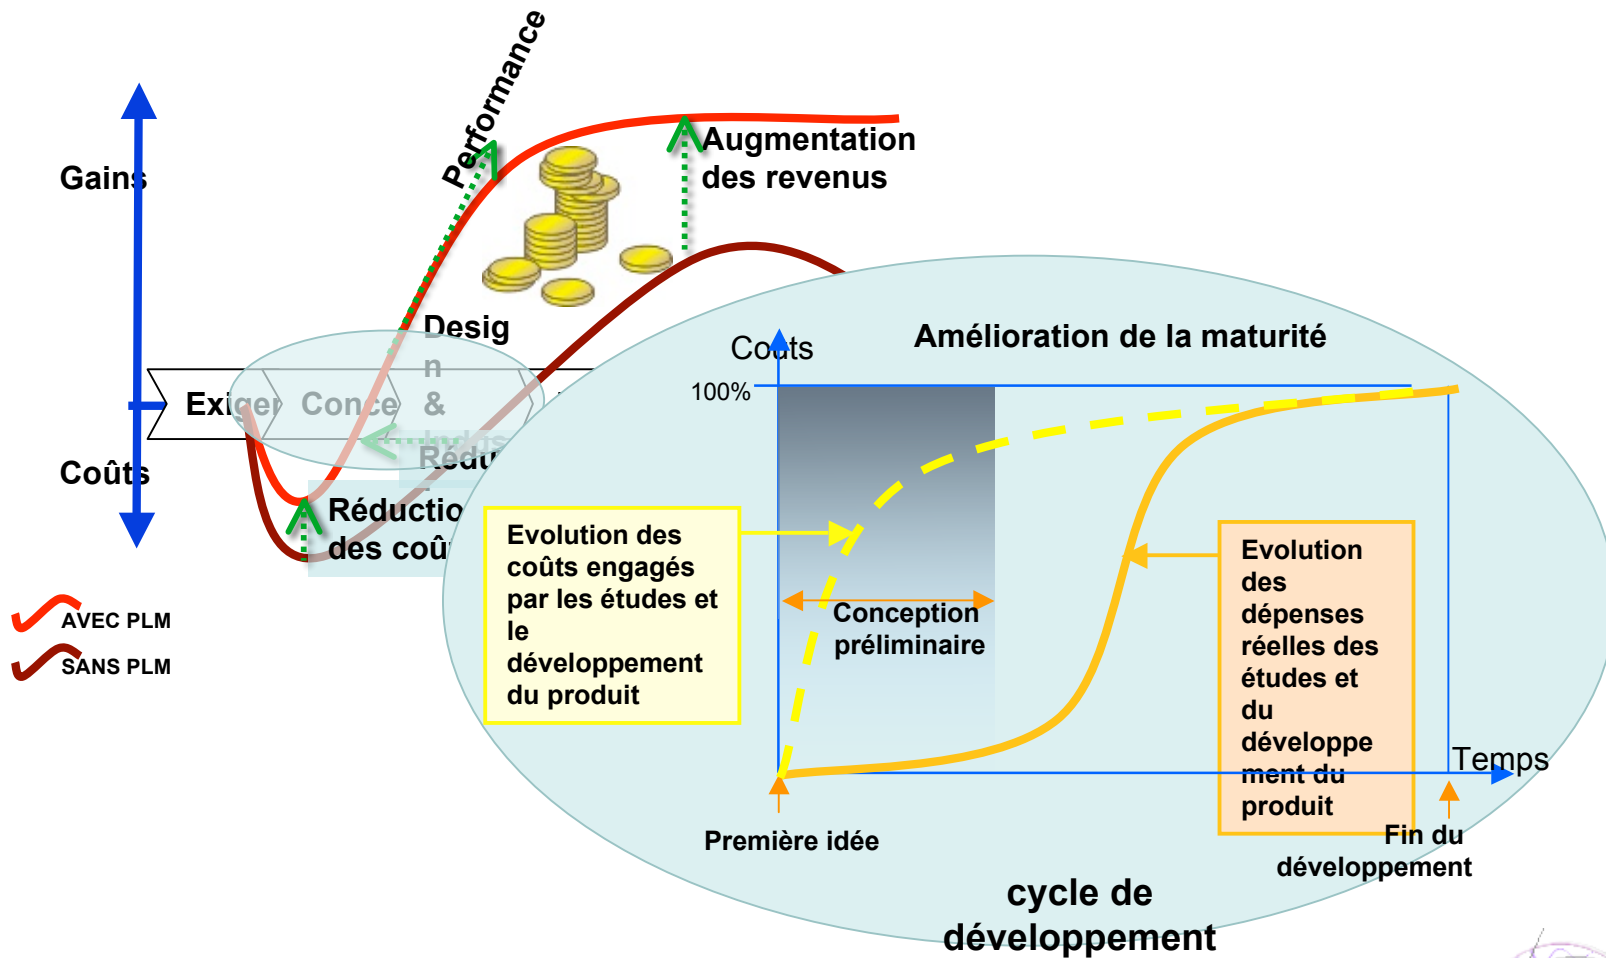 Performance
Gains
Augmentation
des revenus
Desig
n
&
Exiger
Conce
Coûts
Réductio
des coû
AVEC PLM
SANS PLM
Amélioration de la maturité
Couts
100%
Evolution des
coûts engagés
par les études et
le
développement
du produit
Conception
préliminaire
Evolution
des
dépenses
réelles des
études et
du
développe
ment du
produit
Temps
Première idée
Fin du
développement
cycle de
développement